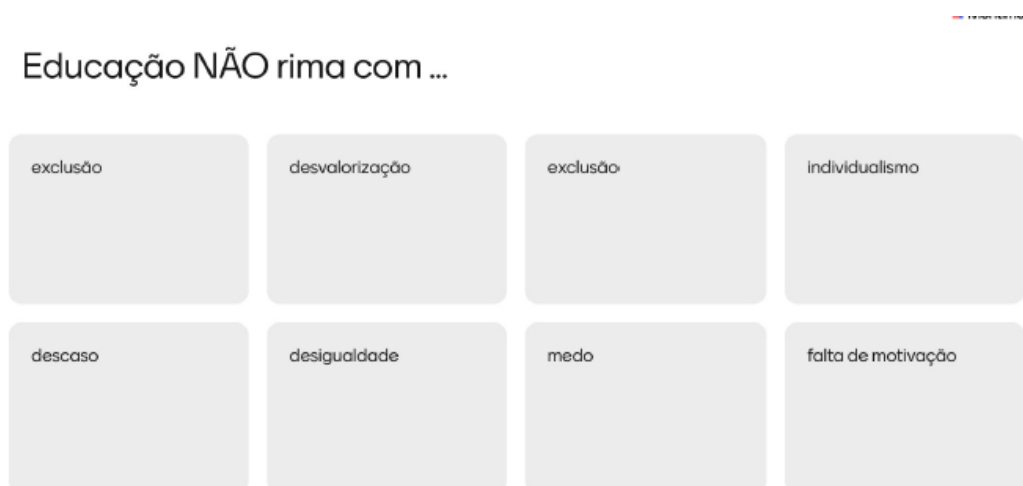 Educação NÃO rima com ...
exclusão
desvalorização
exclusão
individualismo
descaso
desigualdade
medo
falta de motivação